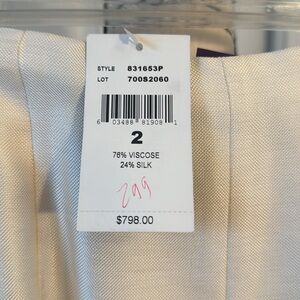 STYLE 831653P
LOT 700S2060
6 03488 81908 1
2
76% VISCOSE
24% SILK
299
$798.00